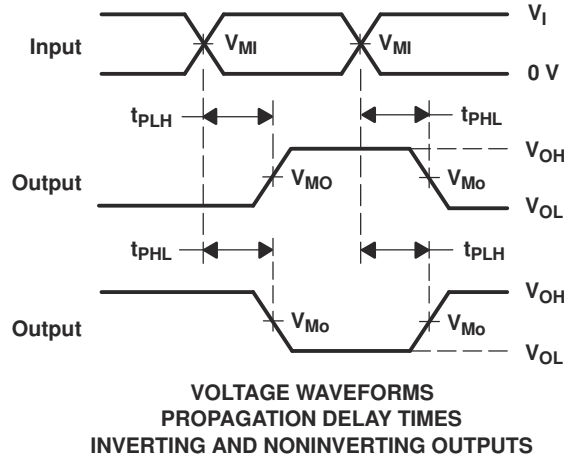 V_I
Input
V_MI
V_MI
0 V
t_PLH
t_PHL
V_OH
Output
V_MO
V_Mo
V_OL
t_PHL
t_PLH
V_OH
Output
V_Mo
V_Mo
V_OL
VOLTAGE WAVEFORMS
PROPAGATION DELAY TIMES
INVERTING AND NONINVERTING OUTPUTS